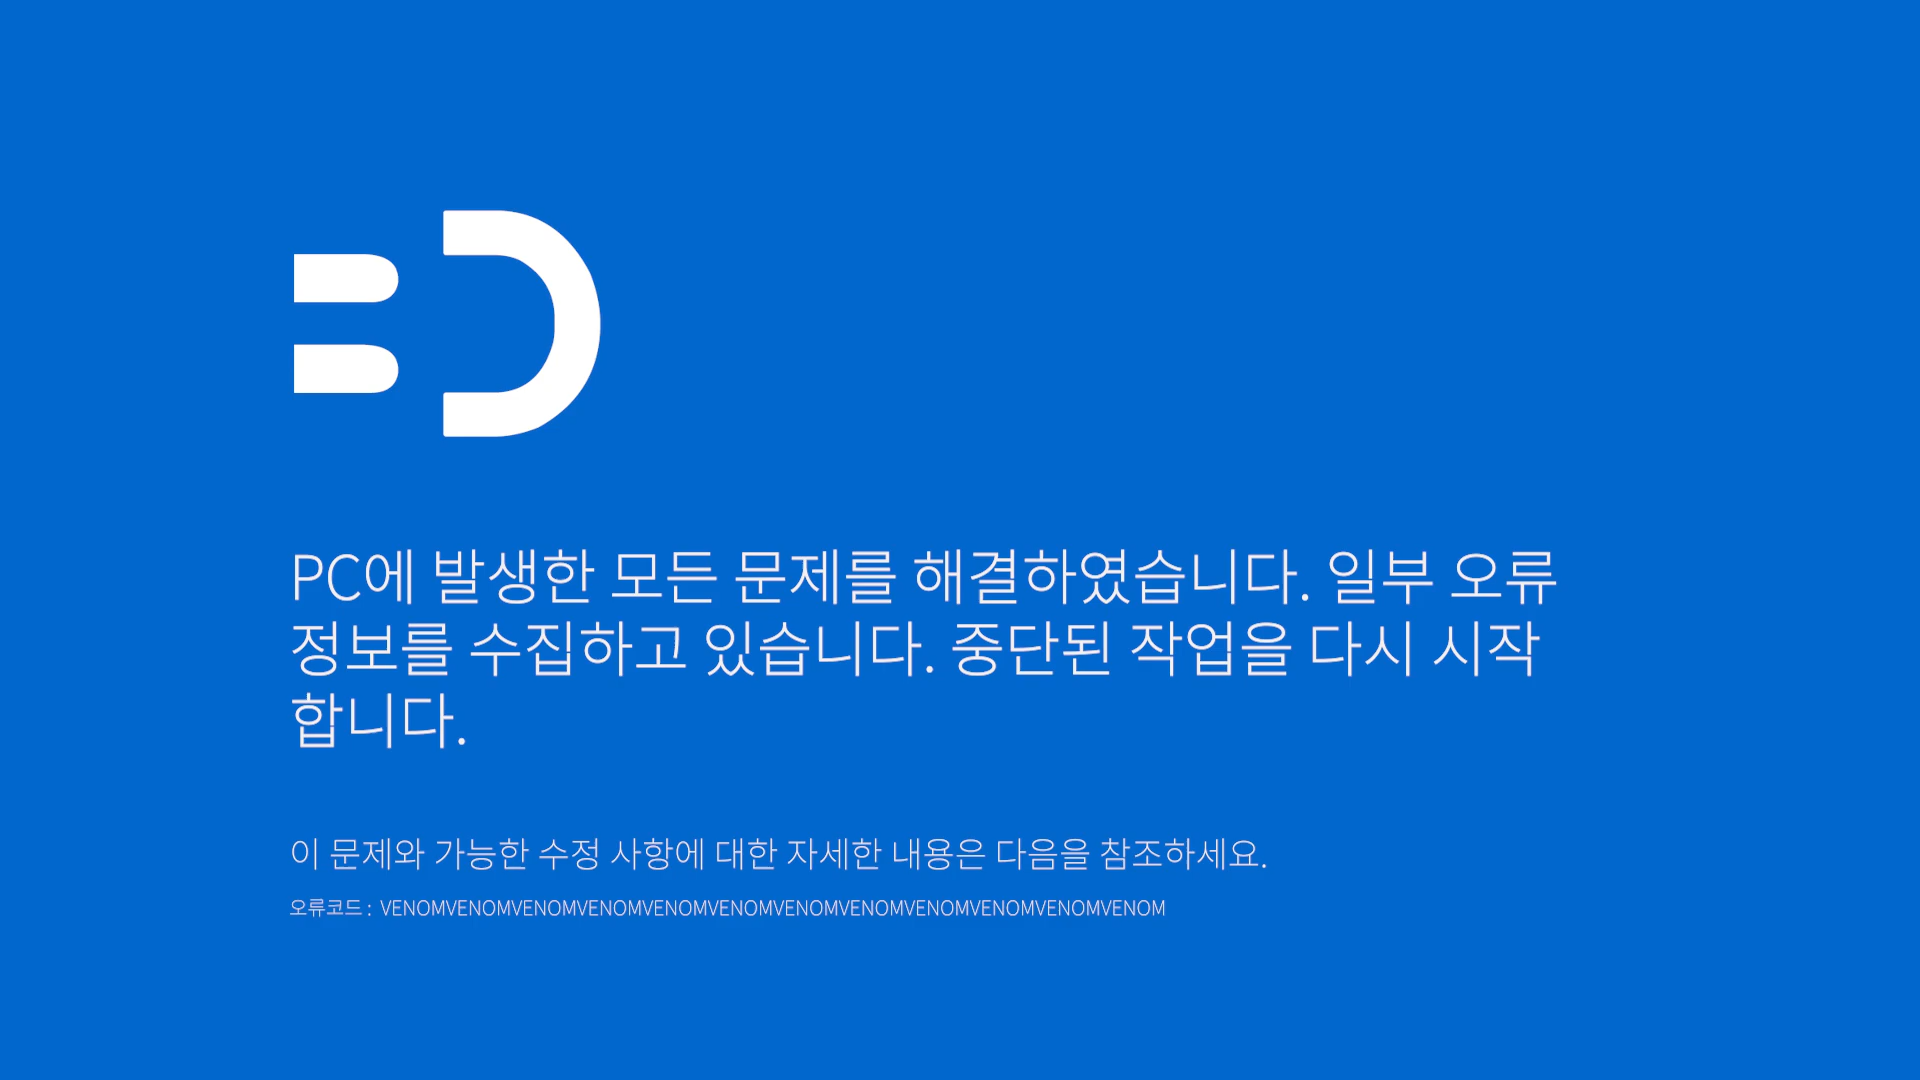 PC에 발생한 모든 문제를 해결하였습니다. 일부 오류
정보를 수집하고 있습니다. 중단된 작업을 다시 시작
합니다.
이 문제와 가능한 수정 사항에 대한 자세한 내용은 다음을 참조하세요.
오류코드 : VENOMVENOMVENOMVENOMVENOMVENOMVENOMVENOMVENOMVENOMVENOMVENOM